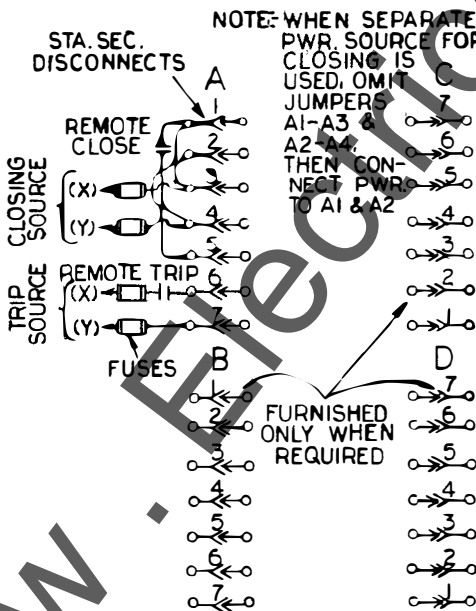 NOTE:-WHEN SEPARATE
PWR. SOURCE FOR
CLOSING IS
USED, OMIT
JUMPERS
A1-A3 &
A2-A4,
THEN CON-
NECT PWR.
TO A1 & A2
STA. SEC.
DISCONNECTS
A
1
2
4
5
6
7
REMOTE
CLOSE
CLOSING
SOURCE
(X)
(Y)
TRIP
SOURCE
REMOTE TRIP
(X)
(Y)
FUSES
C
7
6
5
4
3
2
1
B
1
2
3
4
5
6
7
FURNISHED
ONLY WHEN
REQUIRED
D
7
6
5
4
3
2
1
w. Electric